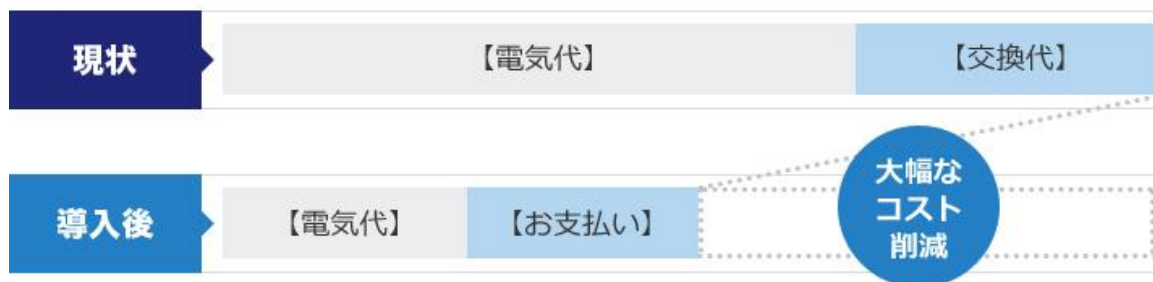 現状
【電気代】
【交換代】
大幅な
コスト
削減
導入後
【電気代】
【お支払い】